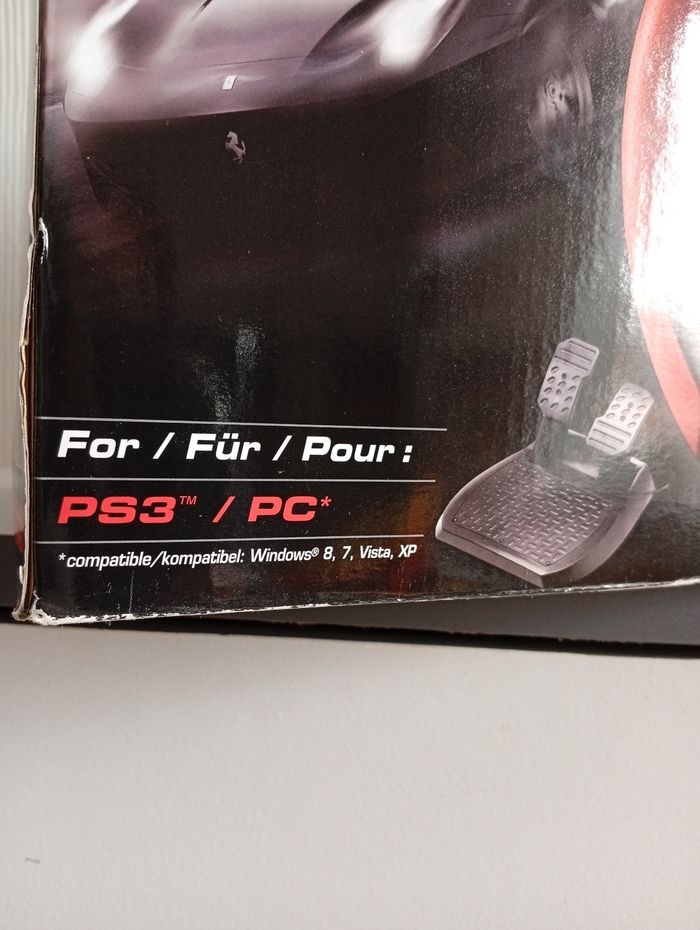 For / Für / Pour :
PS3™ / PC*
*compatible/kompatibel: Windows® 8, 7, Vista, XP